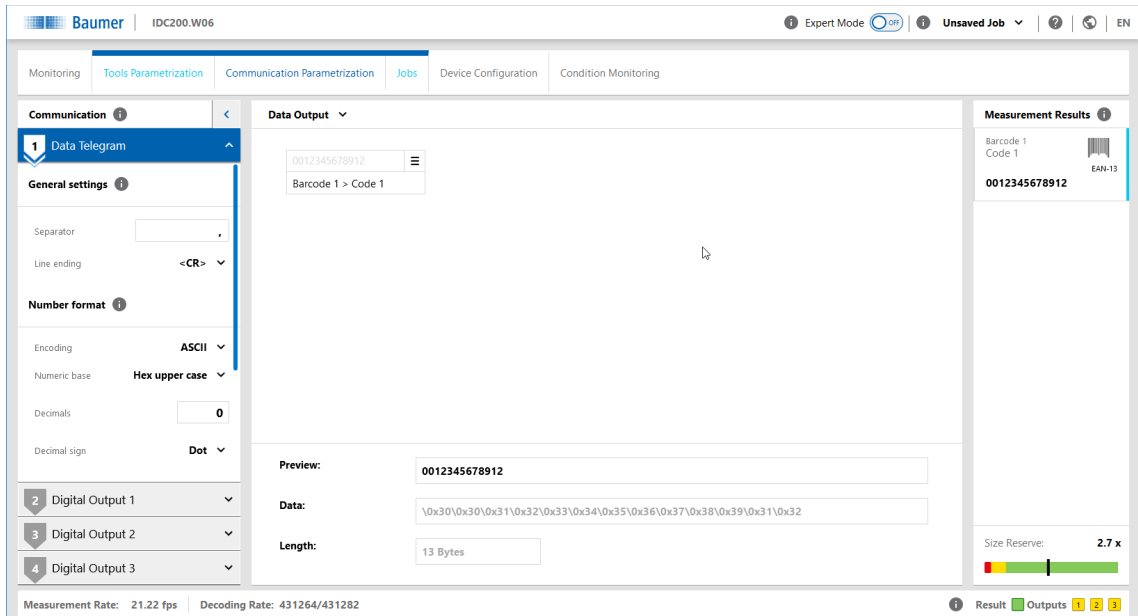 Baumer IDC200.W06 Expert Mode OFF Unsaved Job EN
Monitoring Tools Parametrization Communication Parametrization Jobs Device Configuration Condition Monitoring
Communication
1 Data Telegram
General settings
Separator ,
Line ending <CR>
Number format
Encoding ASCII
Numeric base Hex upper case
Decimals 0
Decimal sign Dot
2 Digital Output 1
3 Digital Output 2
4 Digital Output 3
Data Output
0012345678912
Barcode 1 > Code 1
Preview: 0012345678912
Data: \0x30\0x30\0x31\0x32\0x33\0x34\0x35\0x36\0x37\0x38\0x39\0x31\0x32
Length: 13 Bytes
Measurement Results
Barcode 1
Code 1
EAN-13
0012345678912
Size Reserve: 2.7 x
Measurement Rate: 21.22 fps Decoding Rate: 431264/431282 Result Outputs 1 2 3